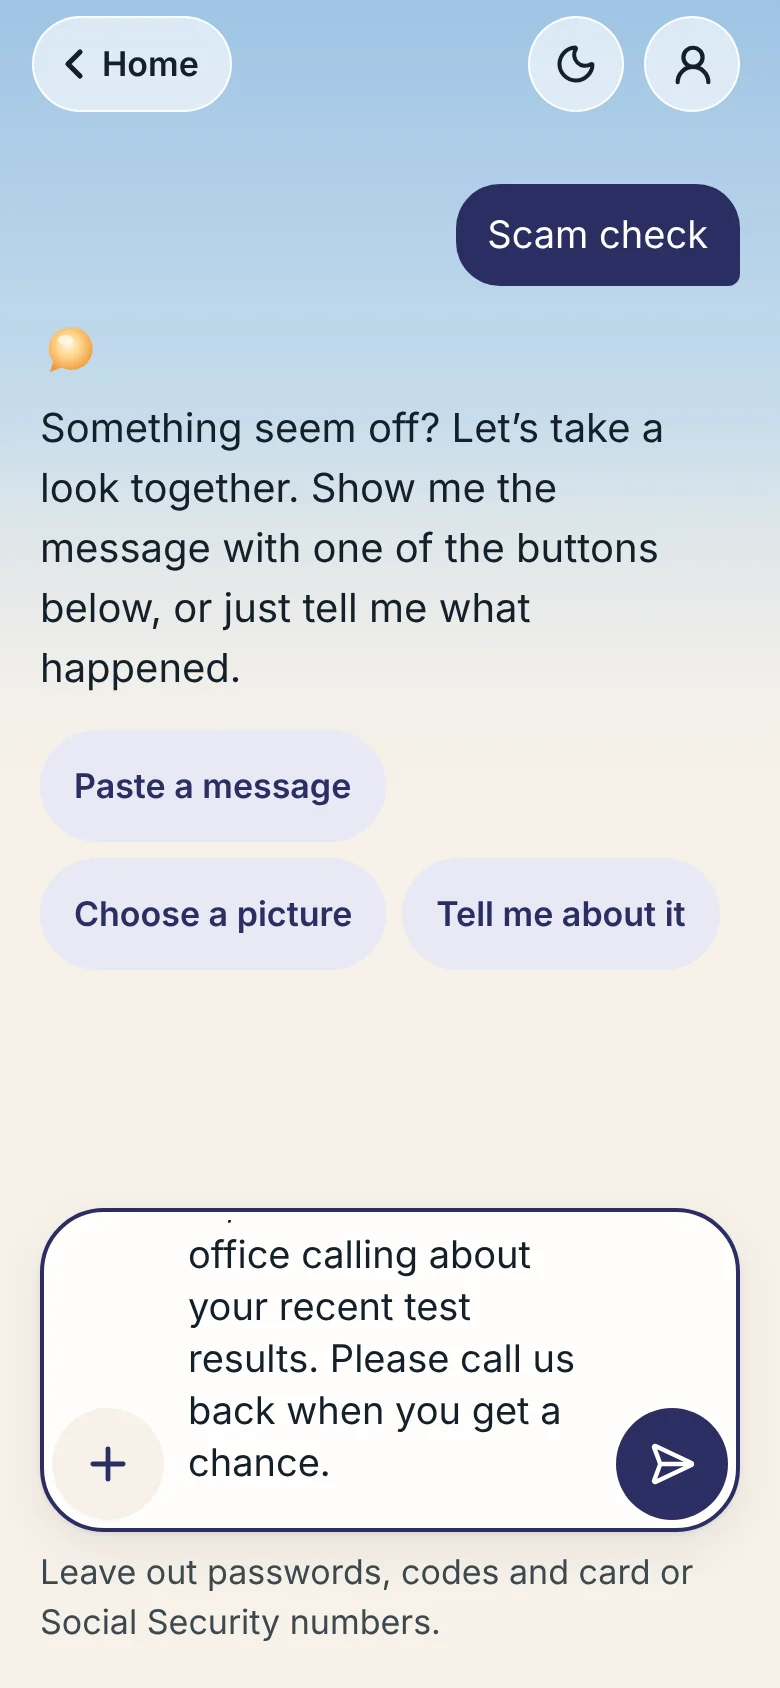 Home
Scam check
Something seem off? Let’s take a
look together. Show me the
message with one of the buttons
below, or just tell me what
happened.
Paste a message
Choose a picture
Tell me about it
office calling about
your recent test
results. Please call us
back when you get a
chance.
Leave out passwords, codes and card or
Social Security numbers.